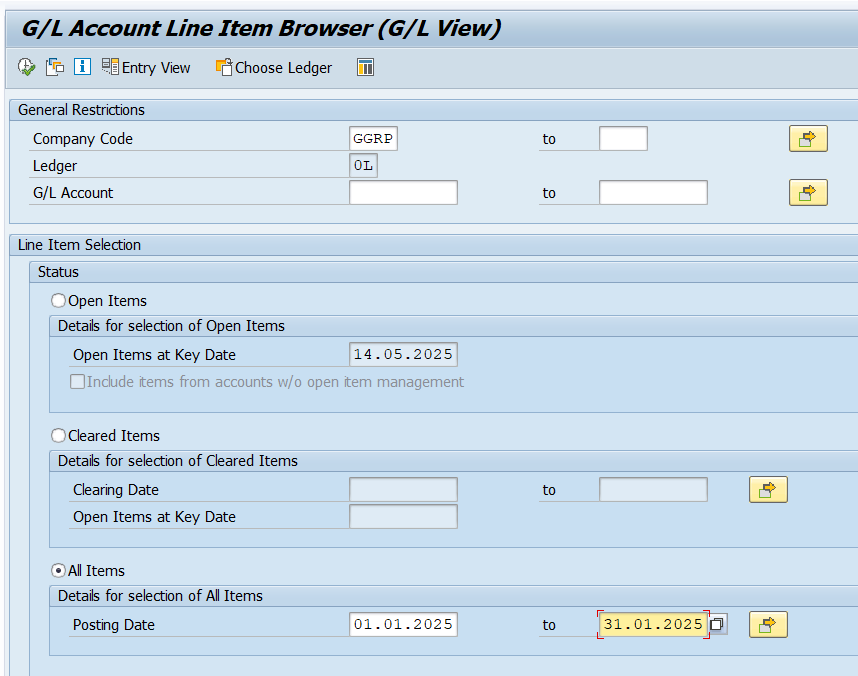 G/L Account Line Item Browser (G/L View)
Entry View Choose Ledger
General Restrictions
Company Code GGRP to
Ledger 0L
G/L Account to
Line Item Selection
Status
Open Items
Details for selection of Open Items
Open Items at Key Date 14.05.2025
Include items from accounts w/o open item management
Cleared Items
Details for selection of Cleared Items
Clearing Date to
Open Items at Key Date
All Items
Details for selection of All Items
Posting Date 01.01.2025 to 31.01.2025